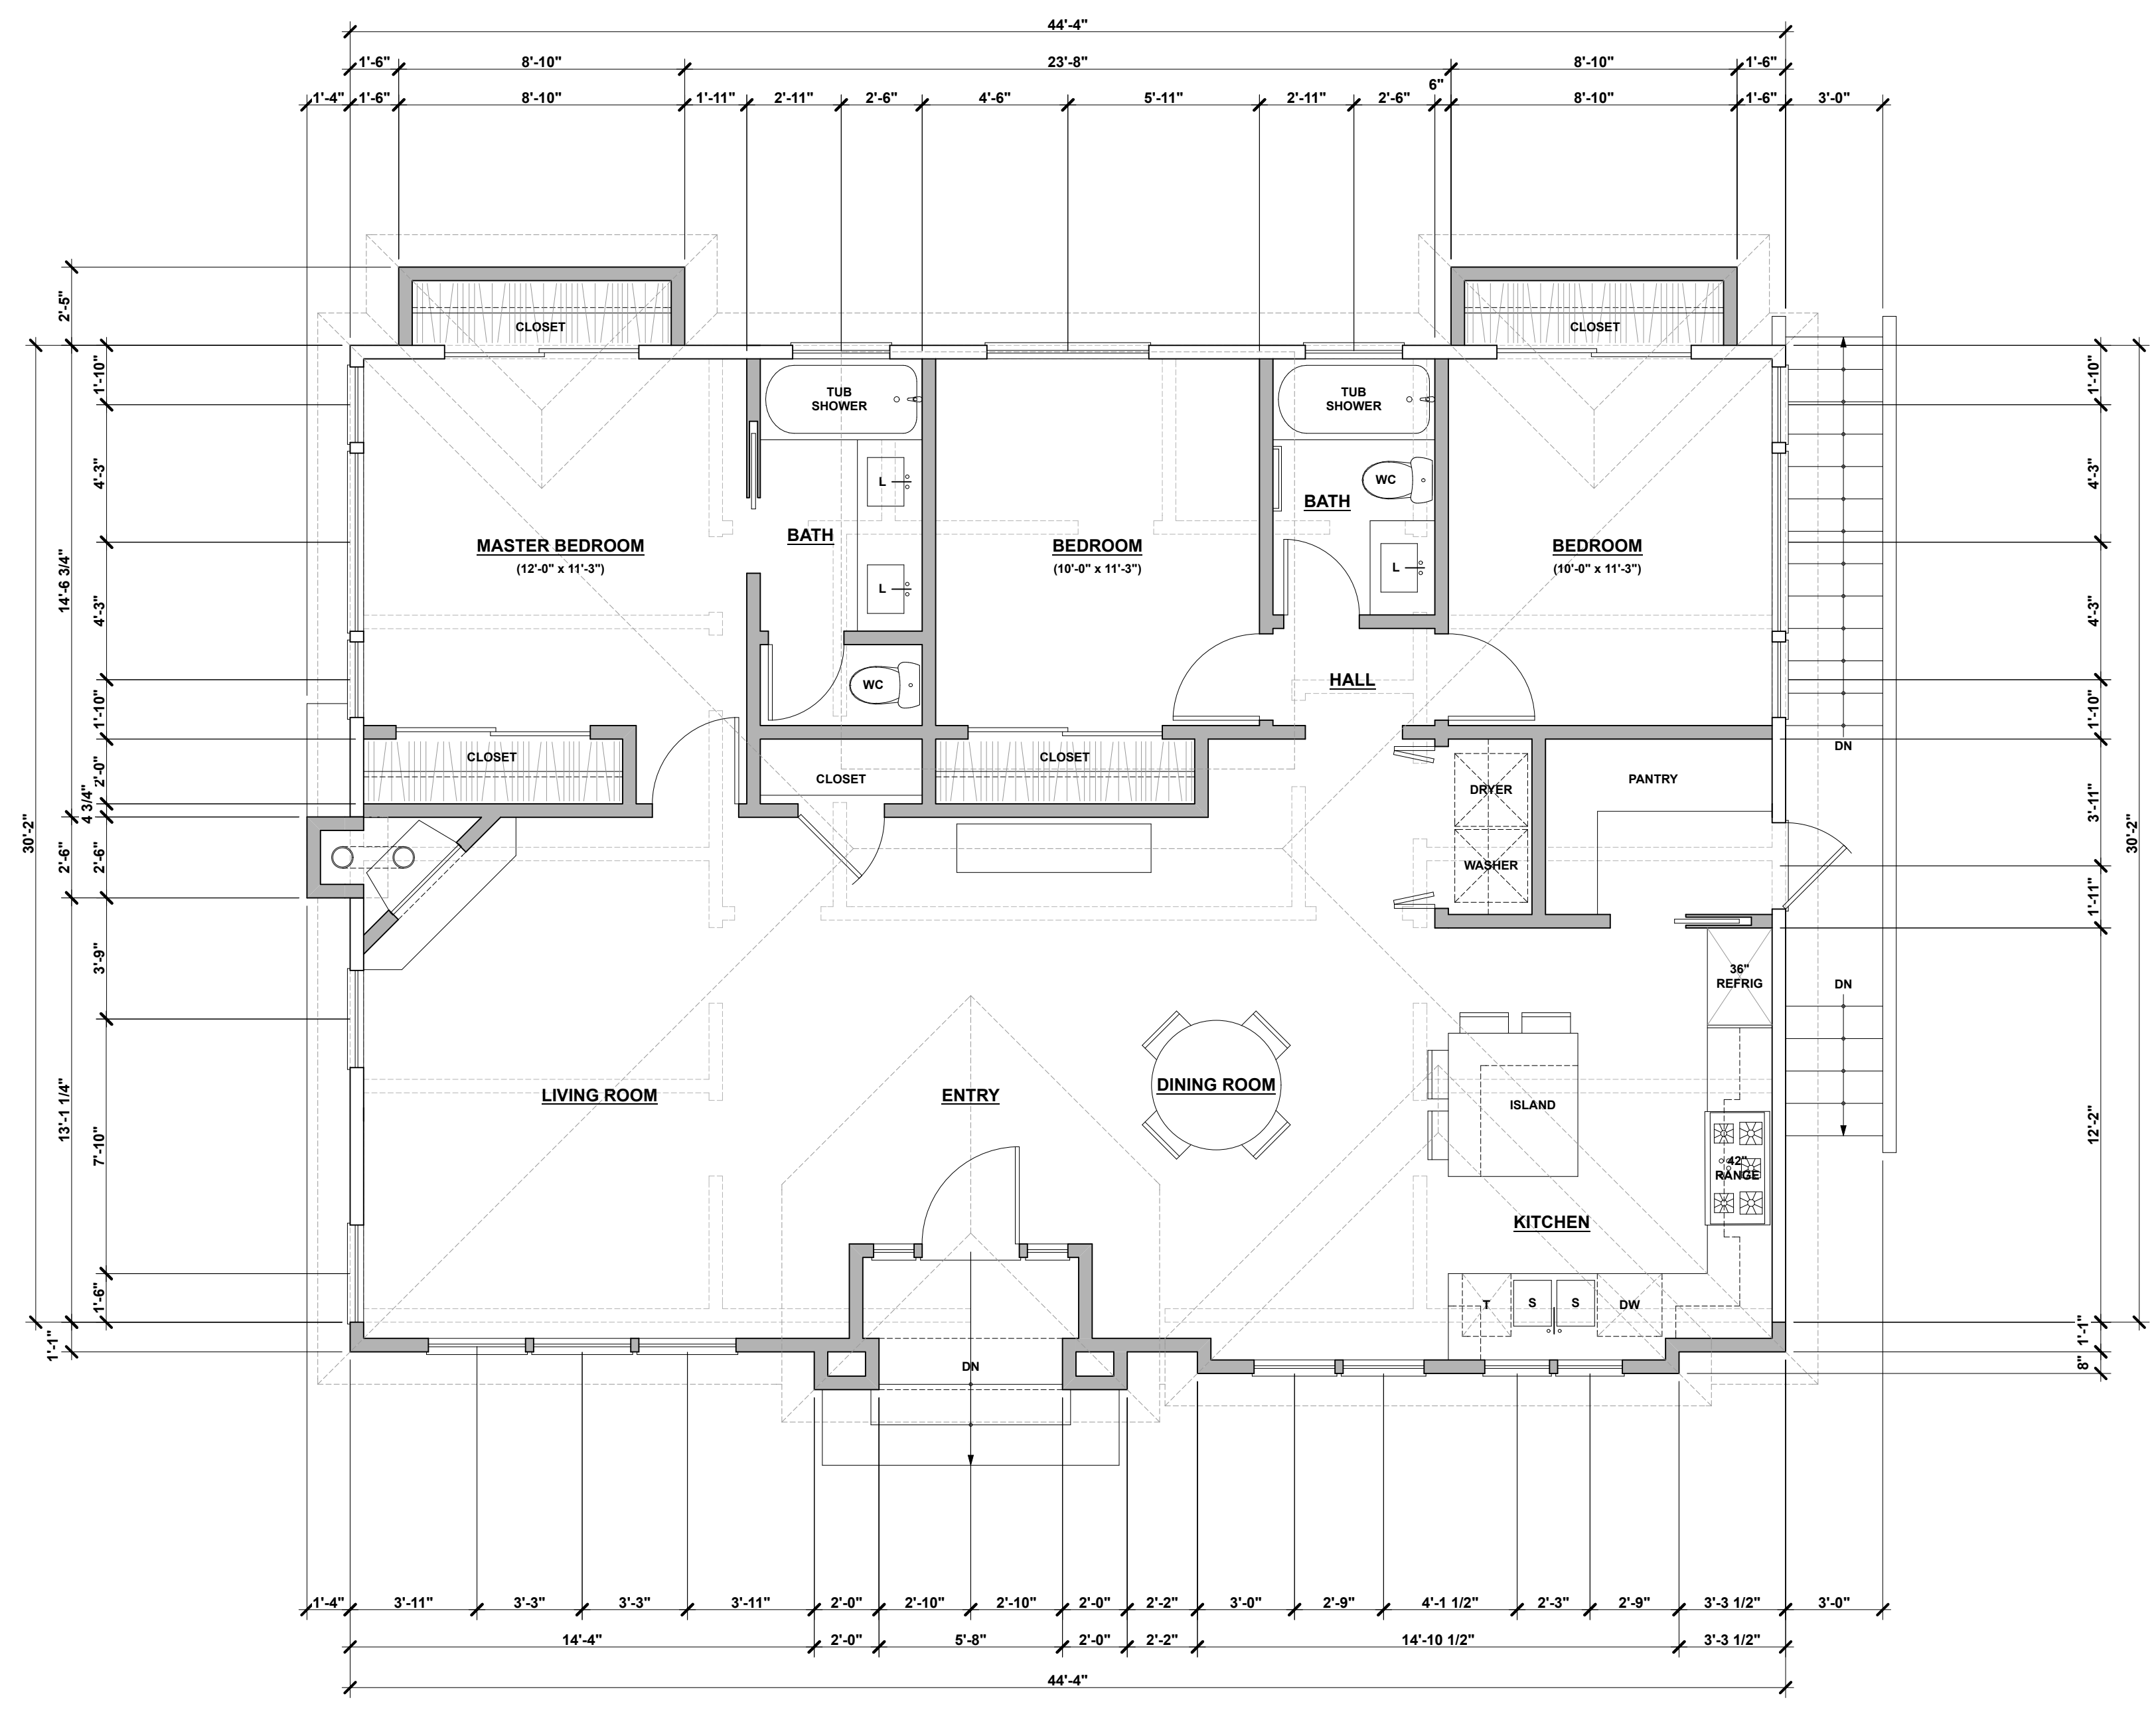 44'-4"
1'-6" 8'-10" 23'-8" 8'-10" 1'-6"
1'-4" 1'-6" 8'-10" 1'-11" 2'-11" 2'-6" 4'-6" 5'-11" 2'-11" 2'-6" 6" 8'-10" 1'-6" 3'-0"
2'-5"
14'-6 3/4"
2'-6"
13'-1 1/4"
1'-1"
30'-2"
1'-10"
4'-3"
4'-3"
1'-10"
2'-0"
4 3/4"
2'-6"
3'-9"
7'-10"
1'-6"
CLOSET
CLOSET
TUB
SHOWER
TUB
SHOWER
L
WC
BATH
BATH
MASTER BEDROOM
(12'-0" x 11'-3")
BEDROOM
(10'-0" x 11'-3")
BEDROOM
(10'-0" x 11'-3")
L
L
WC
HALL
DN
CLOSET
CLOSET
CLOSET
DRYER
PANTRY
WASHER
36"
REFRIG
DN
LIVING ROOM
ENTRY
DINING ROOM
ISLAND
42"
RANGE
KITCHEN
T
S
S
DW
DN
1'-10"
4'-3"
4'-3"
1'-10"
3'-11"
1'-11"
12'-2"
1'-1"
8"
30'-2"
1'-4" 3'-11" 3'-3" 3'-3" 3'-11" 2'-0" 2'-10" 2'-10" 2'-0" 2'-2" 3'-0" 2'-9" 4'-1 1/2" 2'-3" 2'-9" 3'-3 1/2" 3'-0"
14'-4" 2'-0" 5'-8" 2'-0" 2'-2" 14'-10 1/2" 3'-3 1/2"
44'-4"